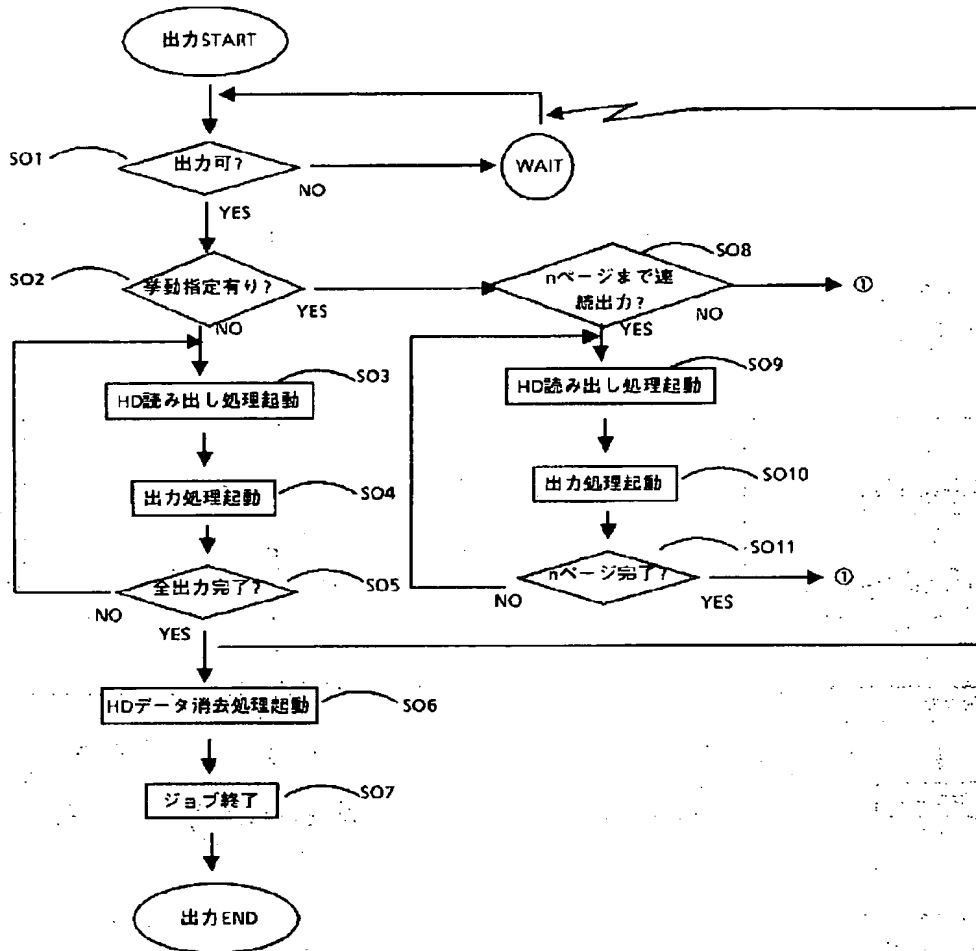 出力START
SO1
出力可?
NO
WAIT
YES
SO2
挙動指定有り?
YES
NO
SO8
nページまで連
続出力?
NO
①
YES
SO3
HD読み出し処理起動
SO9
HD読み出し処理起動
SO4
出力処理起動
SO10
出力処理起動
SO5
全出力完了?
NO
YES
SO11
nページ完了?
NO
YES
①
HDデータ消去処理起動
SO6
ジョブ終了
SO7
出力END